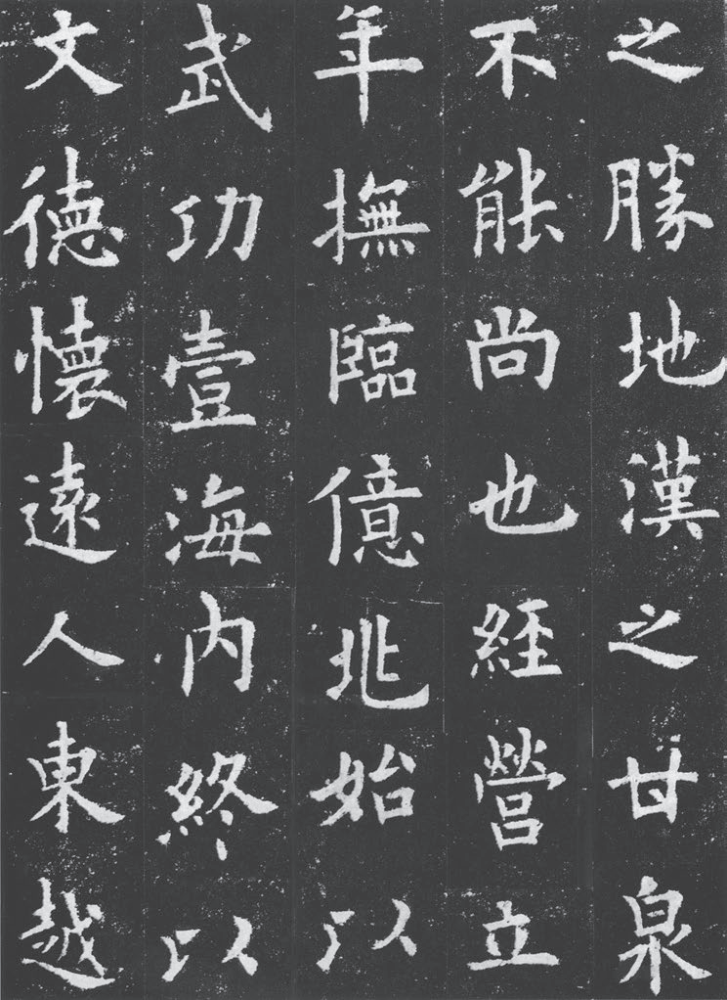 之勝地漢之甘泉
不能尚也經營立
年撫臨億兆始以
武功壹海內終以
文德懷遠人東越